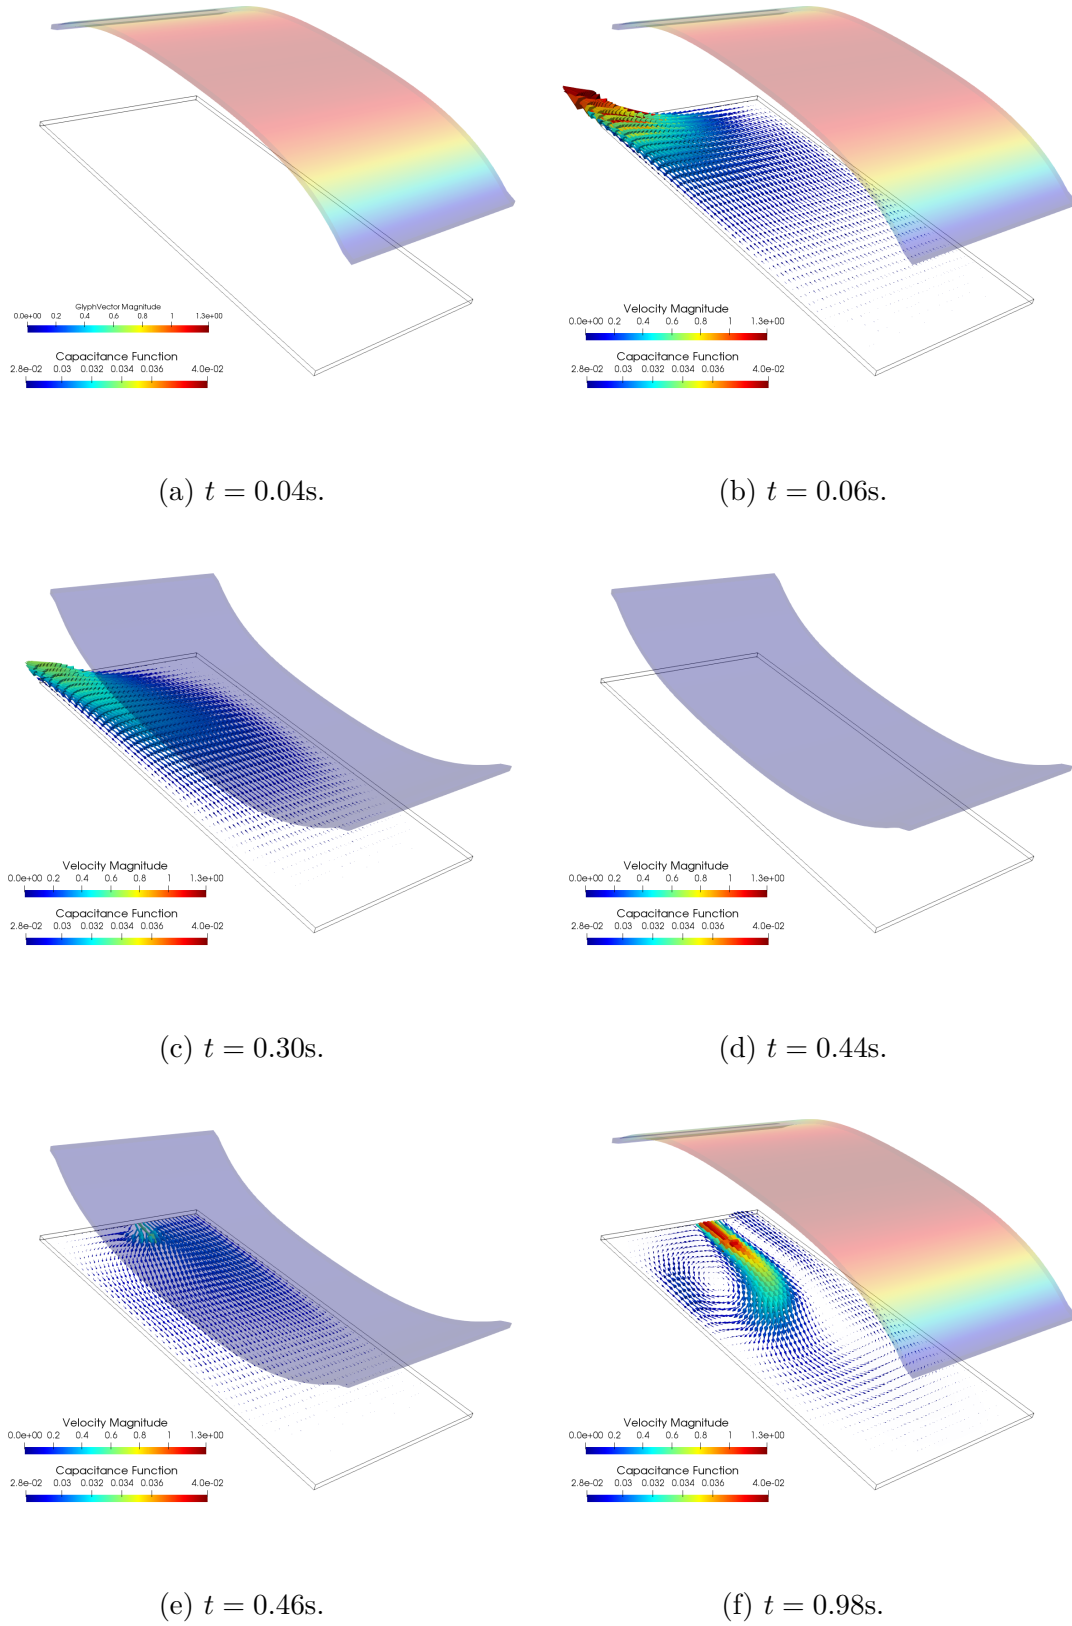 GlyphVector Magnitude
0.0e+00 0.2 0.4 0.6 0.8 1 1.3e+00
Capacitance Function
2.8e-02 0.03 0.032 0.034 0.036 4.0e-02
Velocity Magnitude
0.0e+00 0.2 0.4 0.6 0.8 1 1.3e+00
Capacitance Function
2.8e-02 0.03 0.032 0.034 0.036 4.0e-02
(a) t = 0.04s.
(b) t = 0.06s.
Velocity Magnitude
0.0e+00 0.2 0.4 0.6 0.8 1 1.3e+00
Capacitance Function
2.8e-02 0.03 0.032 0.034 0.036 4.0e-02
Velocity Magnitude
0.0e+00 0.2 0.4 0.6 0.8 1 1.3e+00
Capacitance Function
2.8e-02 0.03 0.032 0.034 0.036 4.0e-02
(c) t = 0.30s.
(d) t = 0.44s.
Velocity Magnitude
0.0e+00 0.2 0.4 0.6 0.8 1 1.3e+00
Capacitance Function
2.8e-02 0.03 0.032 0.034 0.036 4.0e-02
Velocity Magnitude
0.0e+00 0.2 0.4 0.6 0.8 1 1.3e+00
Capacitance Function
2.8e-02 0.03 0.032 0.034 0.036 4.0e-02
(e) t = 0.46s.
(f) t = 0.98s.